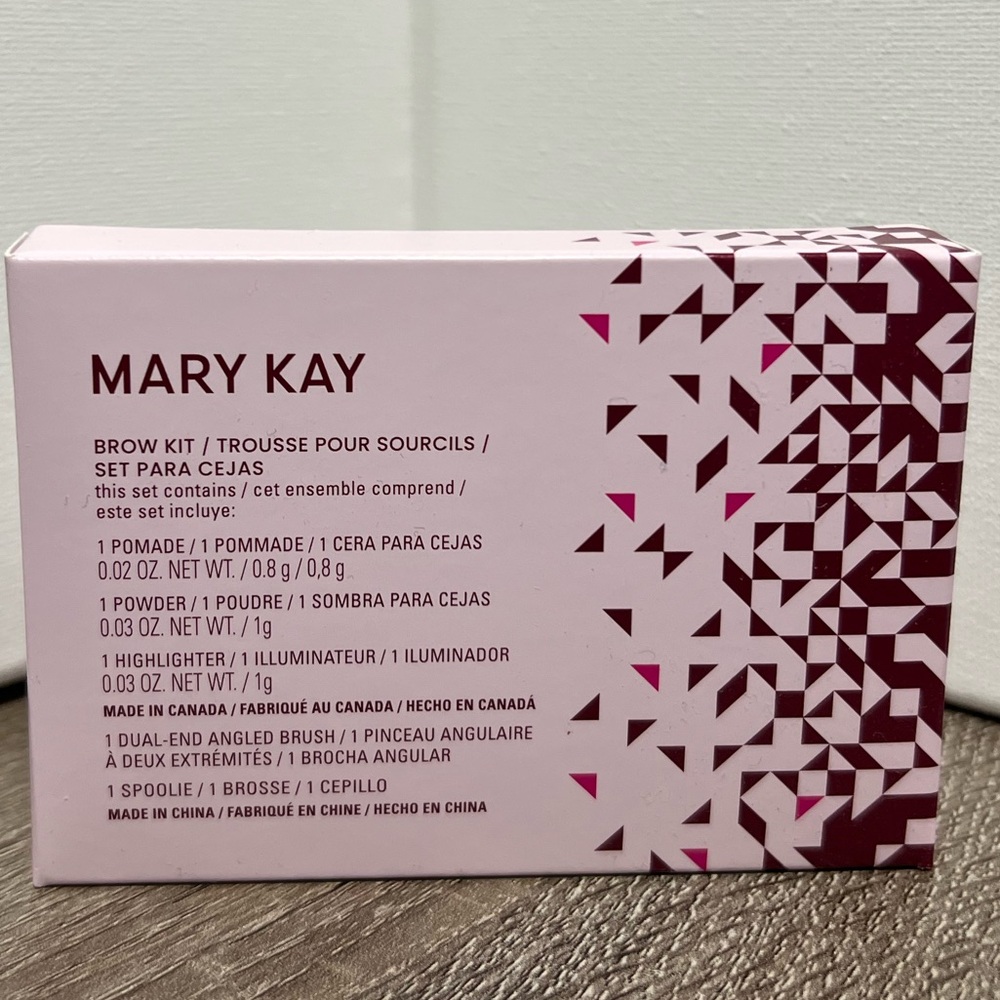 MARY KAY
BROW KIT / TROUSSE POUR SOURCILS /
SET PARA CEJAS
this set contains / cet ensemble comprend /
este set incluye:
1 POMADE / 1 POMMADE / 1 CERA PARA CEJAS
0.02 OZ. NET WT. / 0.8 g / 0,8 g
1 POWDER / 1 POUDRE / 1 SOMBRA PARA CEJAS
0.03 OZ. NET WT. / 1g
1 HIGHLIGHTER / 1 ILLUMINATEUR / 1 ILUMINADOR
0.03 OZ. NET WT. / 1g
MADE IN CANADA / FABRIQUÉ AU CANADA / HECHO EN CANADÁ
1 DUAL-END ANGLED BRUSH / 1 PINCEAU ANGULAIRE
À DEUX EXTRÉMITÉS / 1 BROCHA ANGULAR
1 SPOOLIE / 1 BROSSE / 1 CEPILLO
MADE IN CHINA / FABRIQUÉ EN CHINE / HECHO EN CHINA